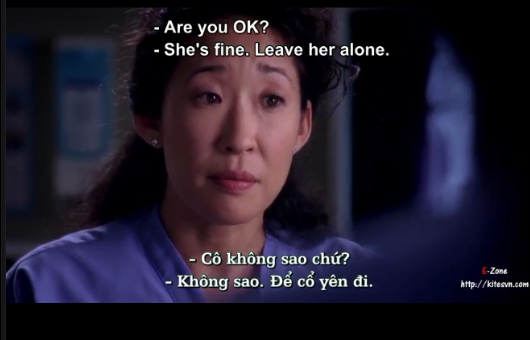 - Are you OK?
- She's fine. Leave her alone.
- Cô không sao chứ?
- Không sao. Để cổ yên đi.
E-Zone
http://kitesvn.com